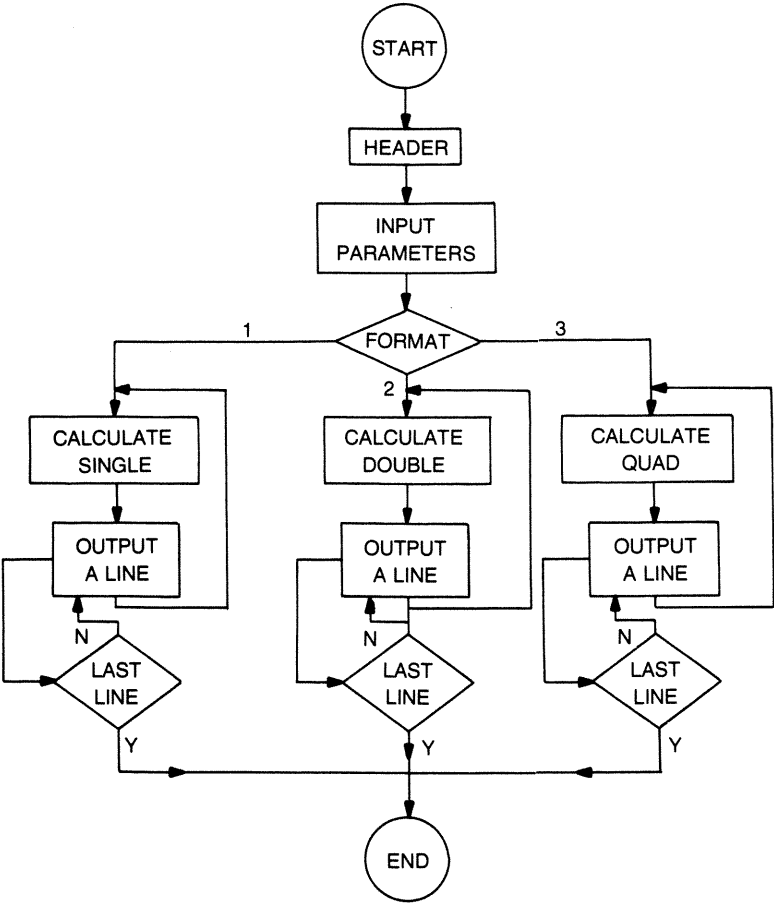 START
HEADER
INPUT
PARAMETERS
FORMAT
1
2
3
CALCULATE
SINGLE
CALCULATE
DOUBLE
CALCULATE
QUAD
OUTPUT
A LINE
OUTPUT
A LINE
OUTPUT
A LINE
N
N
N
LAST
LINE
LAST
LINE
LAST
LINE
Y
Y
Y
END